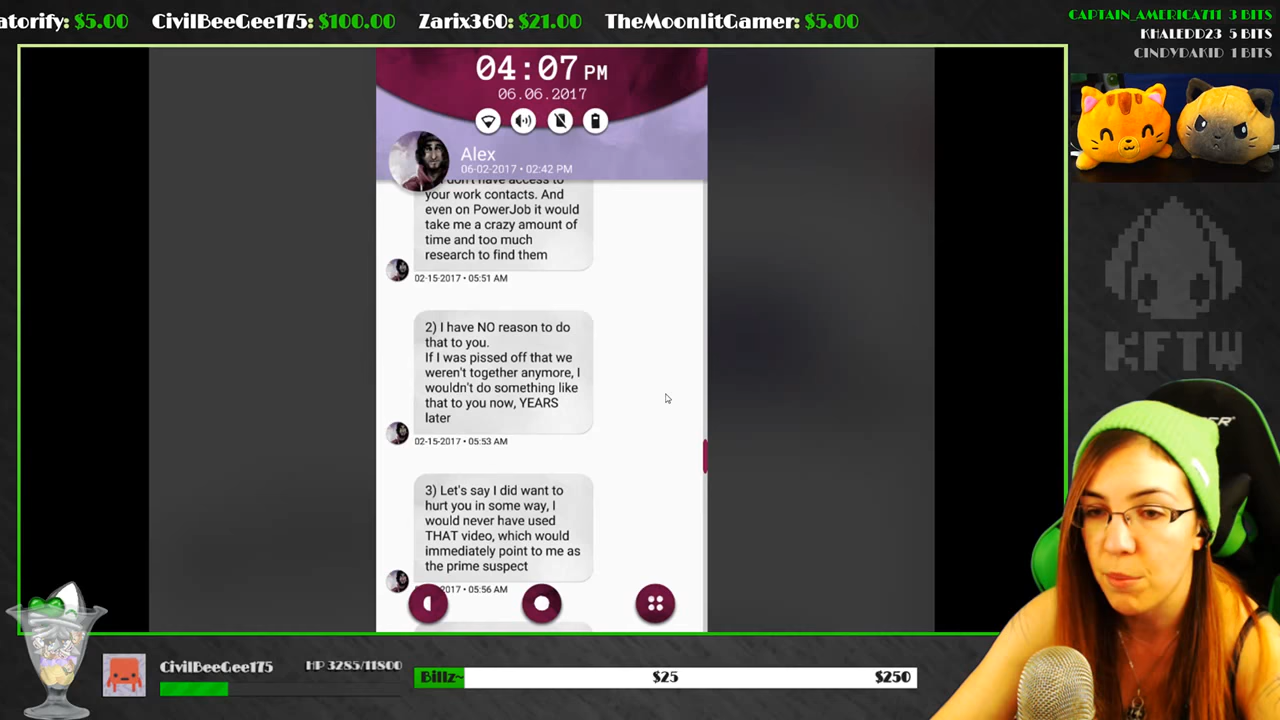 atorify: $5.00 CivilBeeGee175: $100.00 Zarix360: $21.00 TheMoonlitGamer: $5.00
CAPTAIN_AMERICA711 3 BITS
KHALEDD23 5 BITS
CINDYDAKID 1 BITS
04:07 PM
06.06.2017
Alex
06-02-2017 • 02:42 PM
don't have access to
your work contacts. And
even on PowerJob it would
take me a crazy amount of
time and too much
research to find them
02-15-2017 • 05:51 AM
2) I have NO reason to do
that to you.
If I was pissed off that we
weren't together anymore, I
wouldn't do something like
that to you now, YEARS
later
02-15-2017 • 05:53 AM
3) Let's say I did want to
hurt you in some way, I
would never have used
THAT video, which would
immediately point to me as
the prime suspect
2017 • 05:56 AM
KFTW
CivilBeeGee175 HP 3285/11800
Billz~ $25 $250